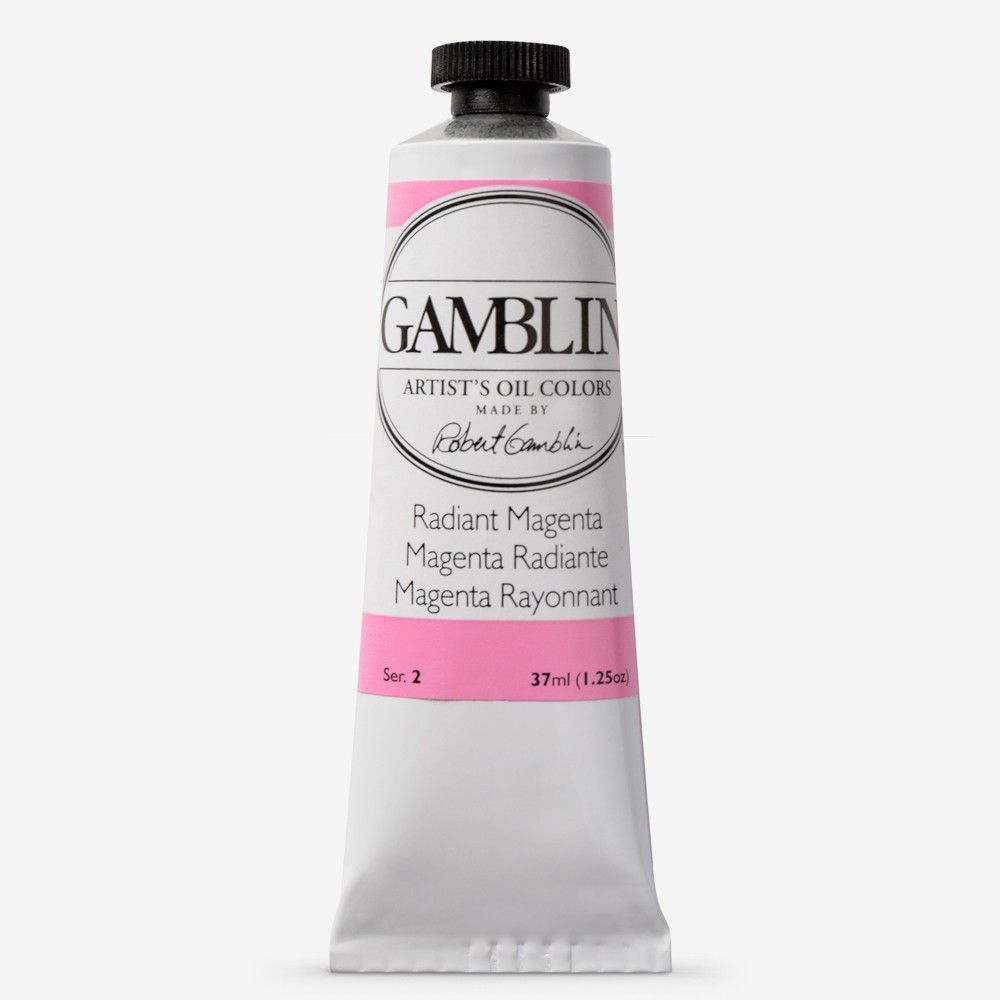 GAMBLIN
ARTIST'S OIL COLORS
MADE BY
Robert Gamblin
Radiant Magenta
Magenta Radiante
Magenta Rayonnant
Ser. 2
37ml (1.25oz)